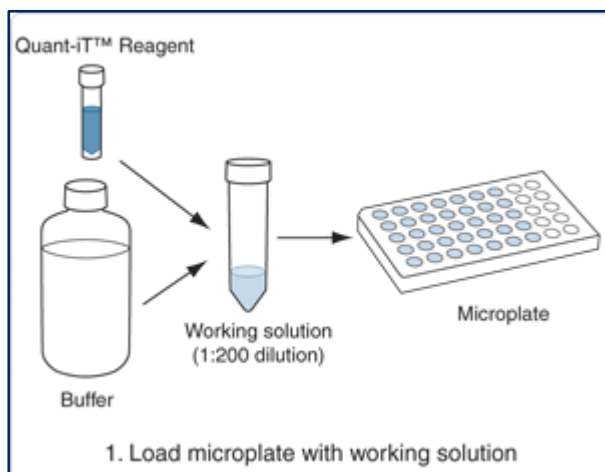 Quant-iT™ Reagent
Working solution
(1:200 dilution)
Microplate
Buffer
1. Load microplate with working solution